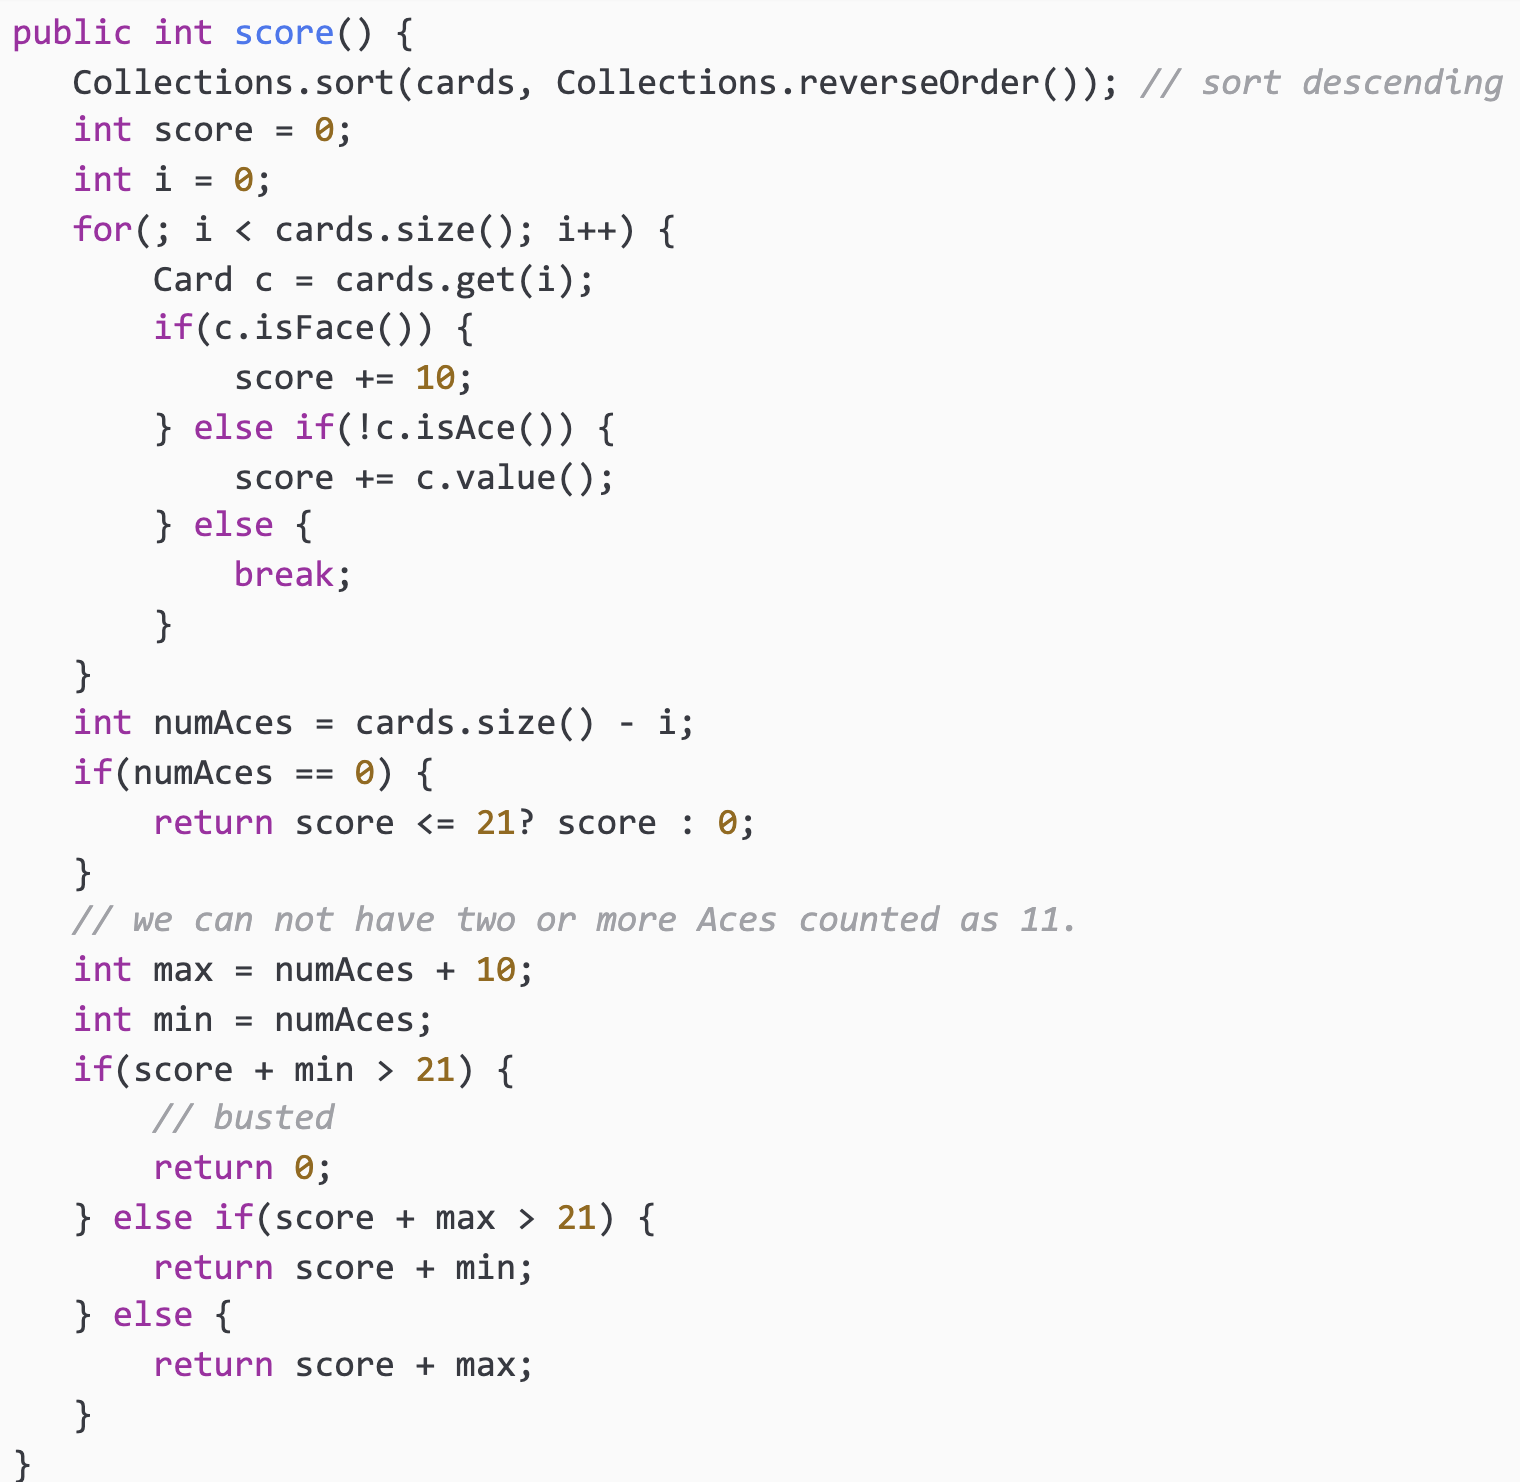 public int score() {
   Collections.sort(cards, Collections.reverseOrder()); // sort descending
   int score = 0;
   int i = 0;
   for(; i < cards.size(); i++) {
       Card c = cards.get(i);
       if(c.isFace()) {
           score += 10;
       } else if(!c.isAce()) {
           score += c.value();
       } else {
           break;
       }
   }
   int numAces = cards.size() - i;
   if(numAces == 0) {
       return score <= 21? score : 0;
   }
   // we can not have two or more Aces counted as 11.
   int max = numAces + 10;
   int min = numAces;
   if(score + min > 21) {
       // busted
       return 0;
   } else if(score + max > 21) {
       return score + min;
   } else {
       return score + max;
   }
}